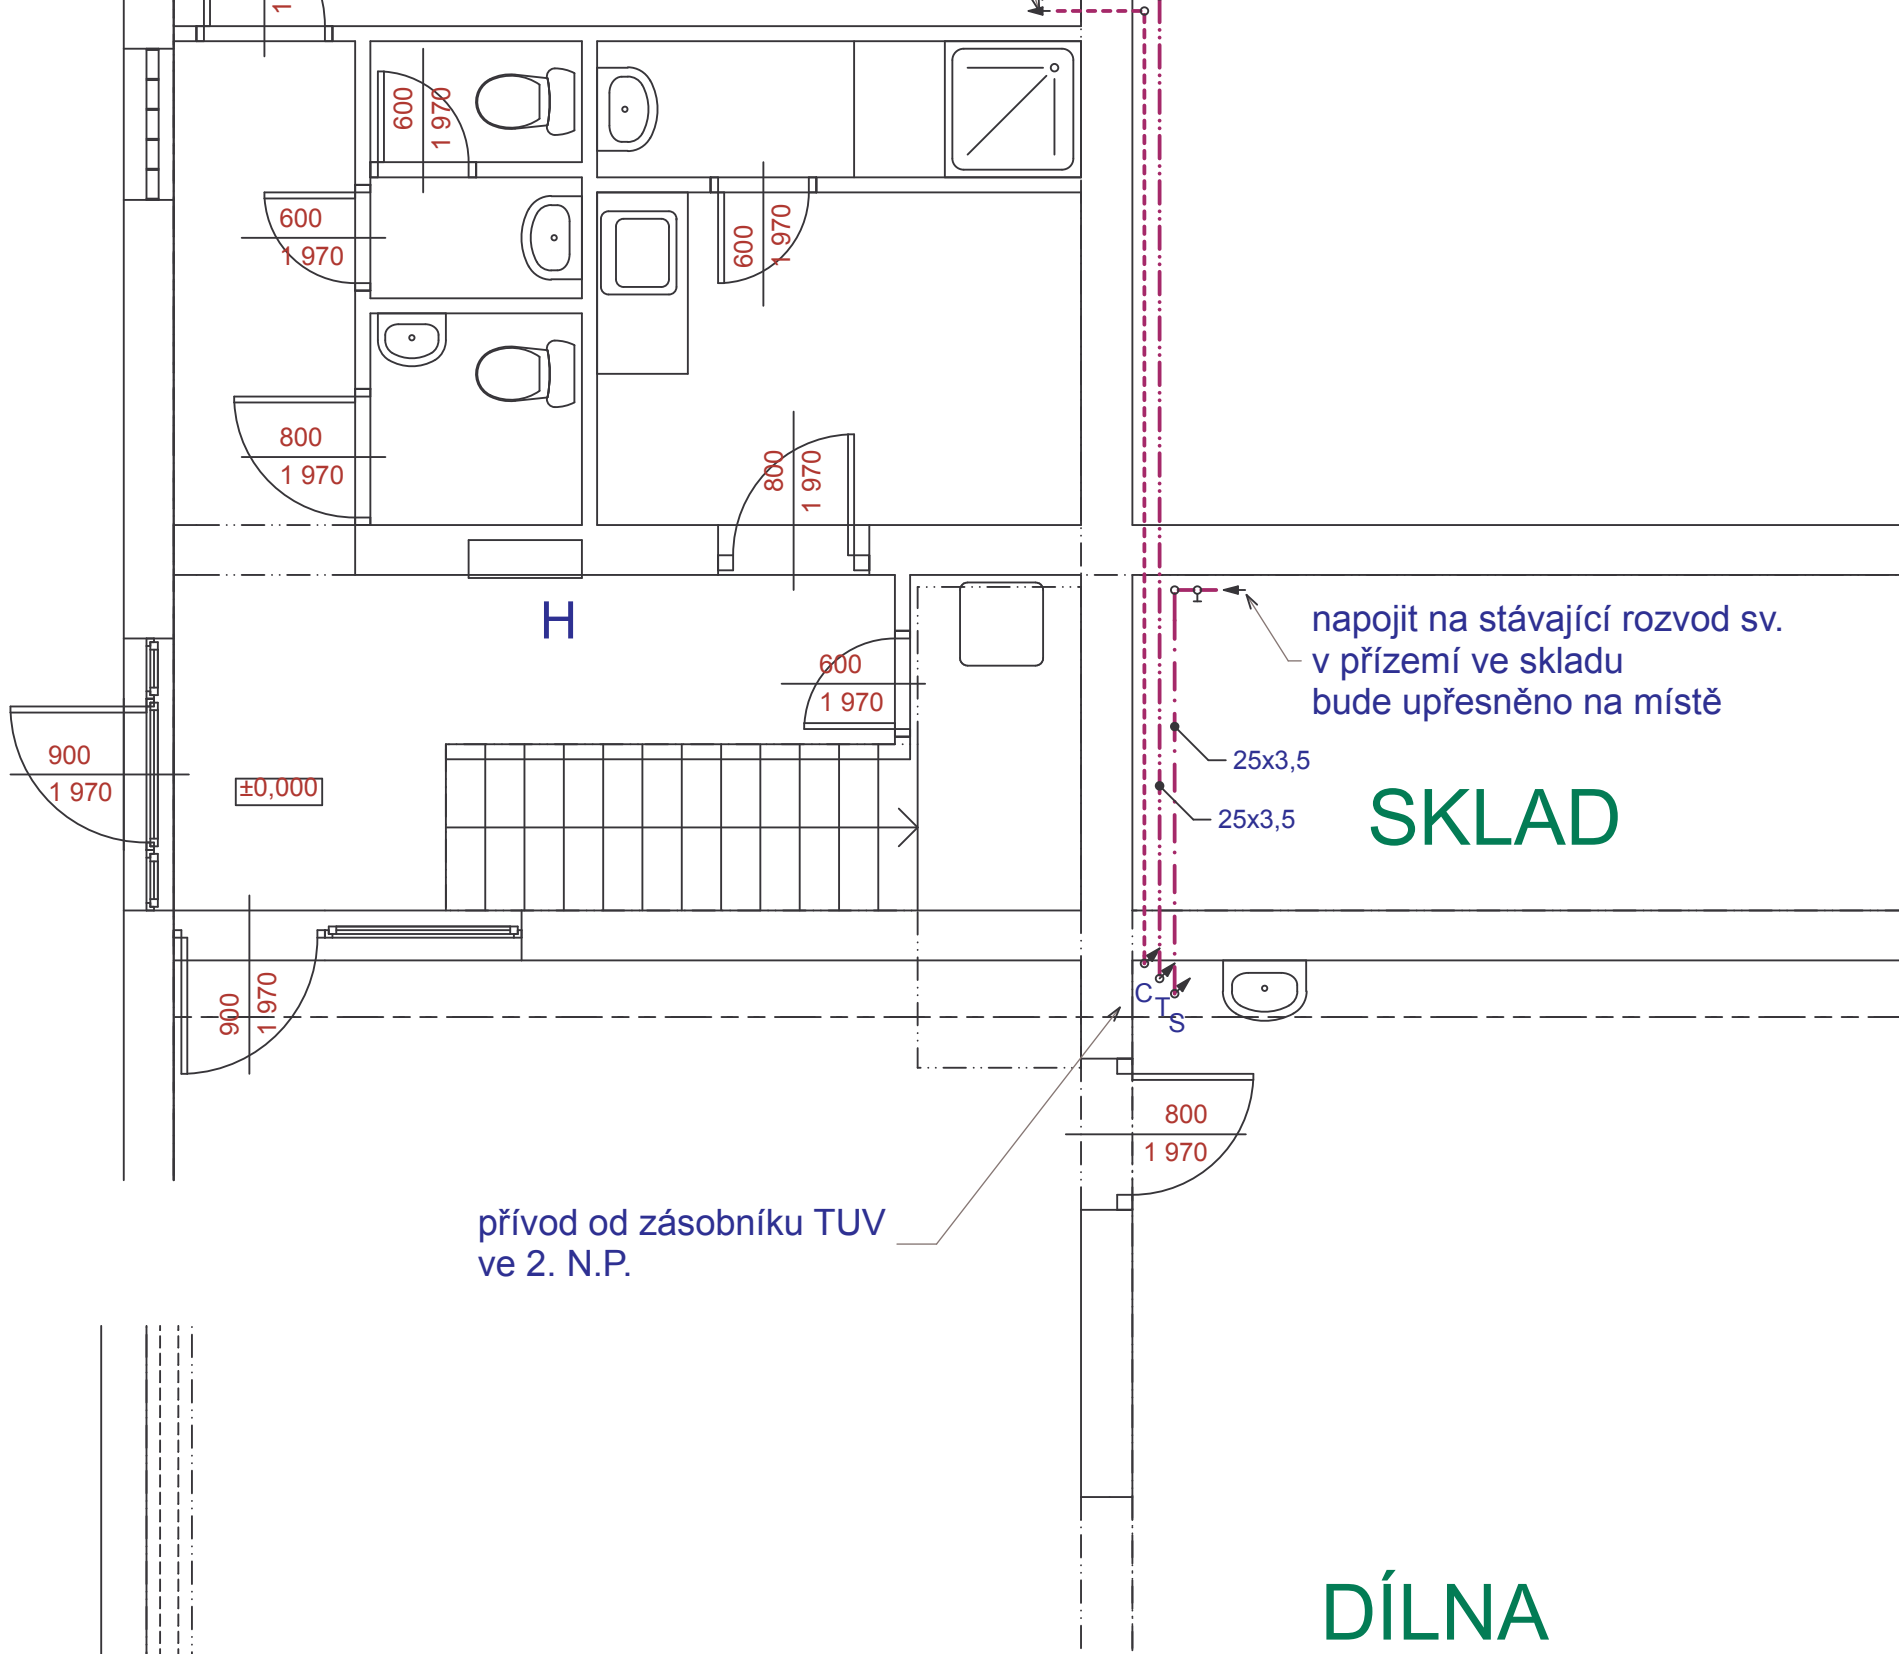 1
600
1 970
600
1 970
600
1 970
800
1 970
800
1 970
H
napojit na stávající rozvod sv.
v přízemí ve skladu
bude upřesněno na místě
600
1 970
900
1 970
±0,000
25x3,5
25x3,5
SKLAD
900
1 970
C
T
S
800
1 970
přívod od zásobníku TUV
ve 2. N.P.
DÍLNA